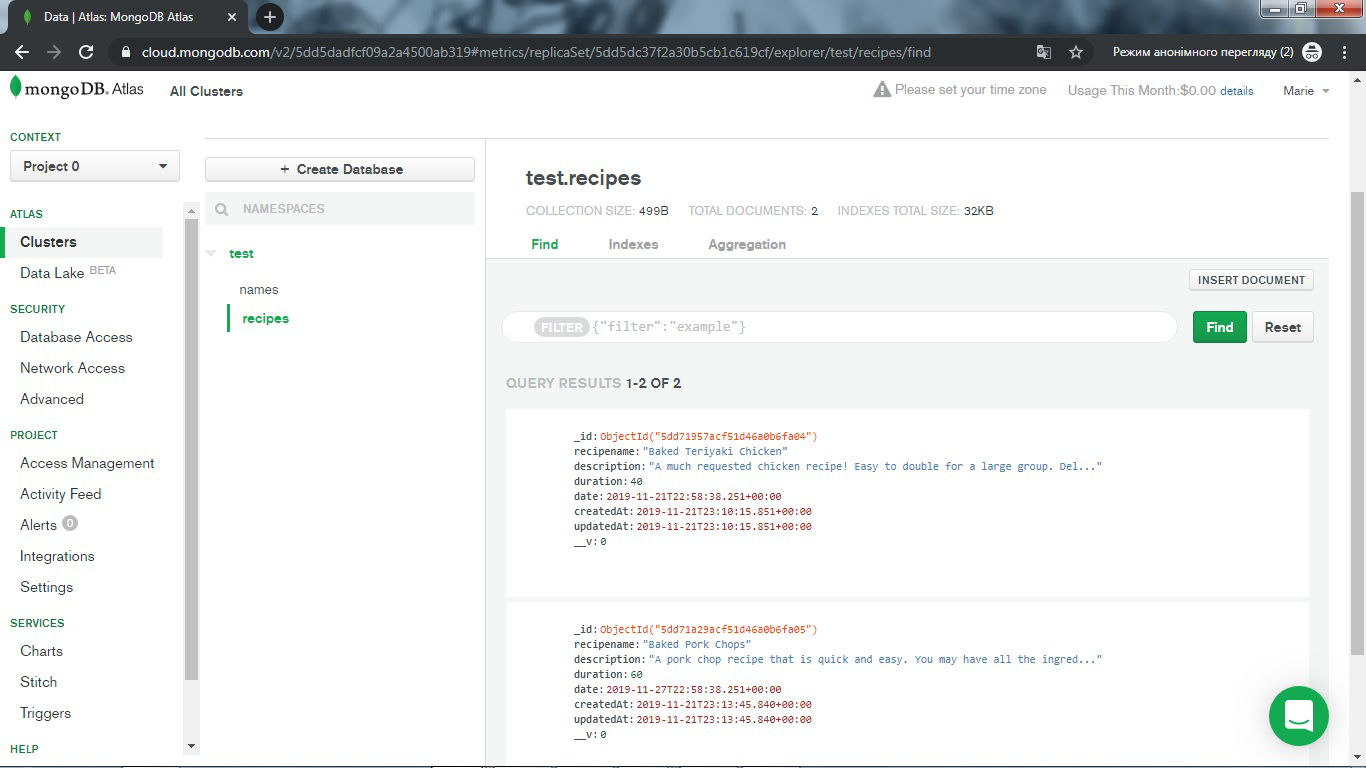 Data | Atlas: MongoDB Atlas
cloud.mongodb.com/v2/5dd5dadfcf09a2a4500ab319#metrics/replicaSet/5dd5dc37f2a30b5cb1c619cf/explorer/test/recipes/find
Режим анонімного перегляду (2)
mongoDB. Atlas
All Clusters
Please set your time zone
Usage This Month:$0.00 details
Marie
CONTEXT
Project 0
ATLAS
Clusters
Data Lake BETA
SECURITY
Database Access
Network Access
Advanced
PROJECT
Access Management
Activity Feed
Alerts 0
Integrations
Settings
SERVICES
Charts
Stitch
Triggers
HELP
+ Create Database
NAMESPACES
test
names
recipes
test.recipes
COLLECTION SIZE: 499B TOTAL DOCUMENTS: 2 INDEXES TOTAL SIZE: 32KB
Find Indexes Aggregation
INSERT DOCUMENT
FILTER {"filter":"example"}
Find Reset
QUERY RESULTS 1-2 OF 2
_id: ObjectId("5dd71957acf51d46a0b6fa04")
recipename: "Baked Teriyaki Chicken"
description: "A much requested chicken recipe! Easy to double for a large group. Del..."
duration: 40
date: 2019-11-21T22:58:38.251+00:00
createdAt: 2019-11-21T23:10:15.851+00:00
updatedAt: 2019-11-21T23:10:15.851+00:00
__v: 0
_id: ObjectId("5dd71a29acf51d46a0b6fa05")
recipename: "Baked Pork Chops"
description: "A pork chop recipe that is quick and easy. You may have all the ingred..."
duration: 60
date: 2019-11-27T22:58:38.251+00:00
createdAt: 2019-11-21T23:13:45.840+00:00
updatedAt: 2019-11-21T23:13:45.840+00:00
__v: 0